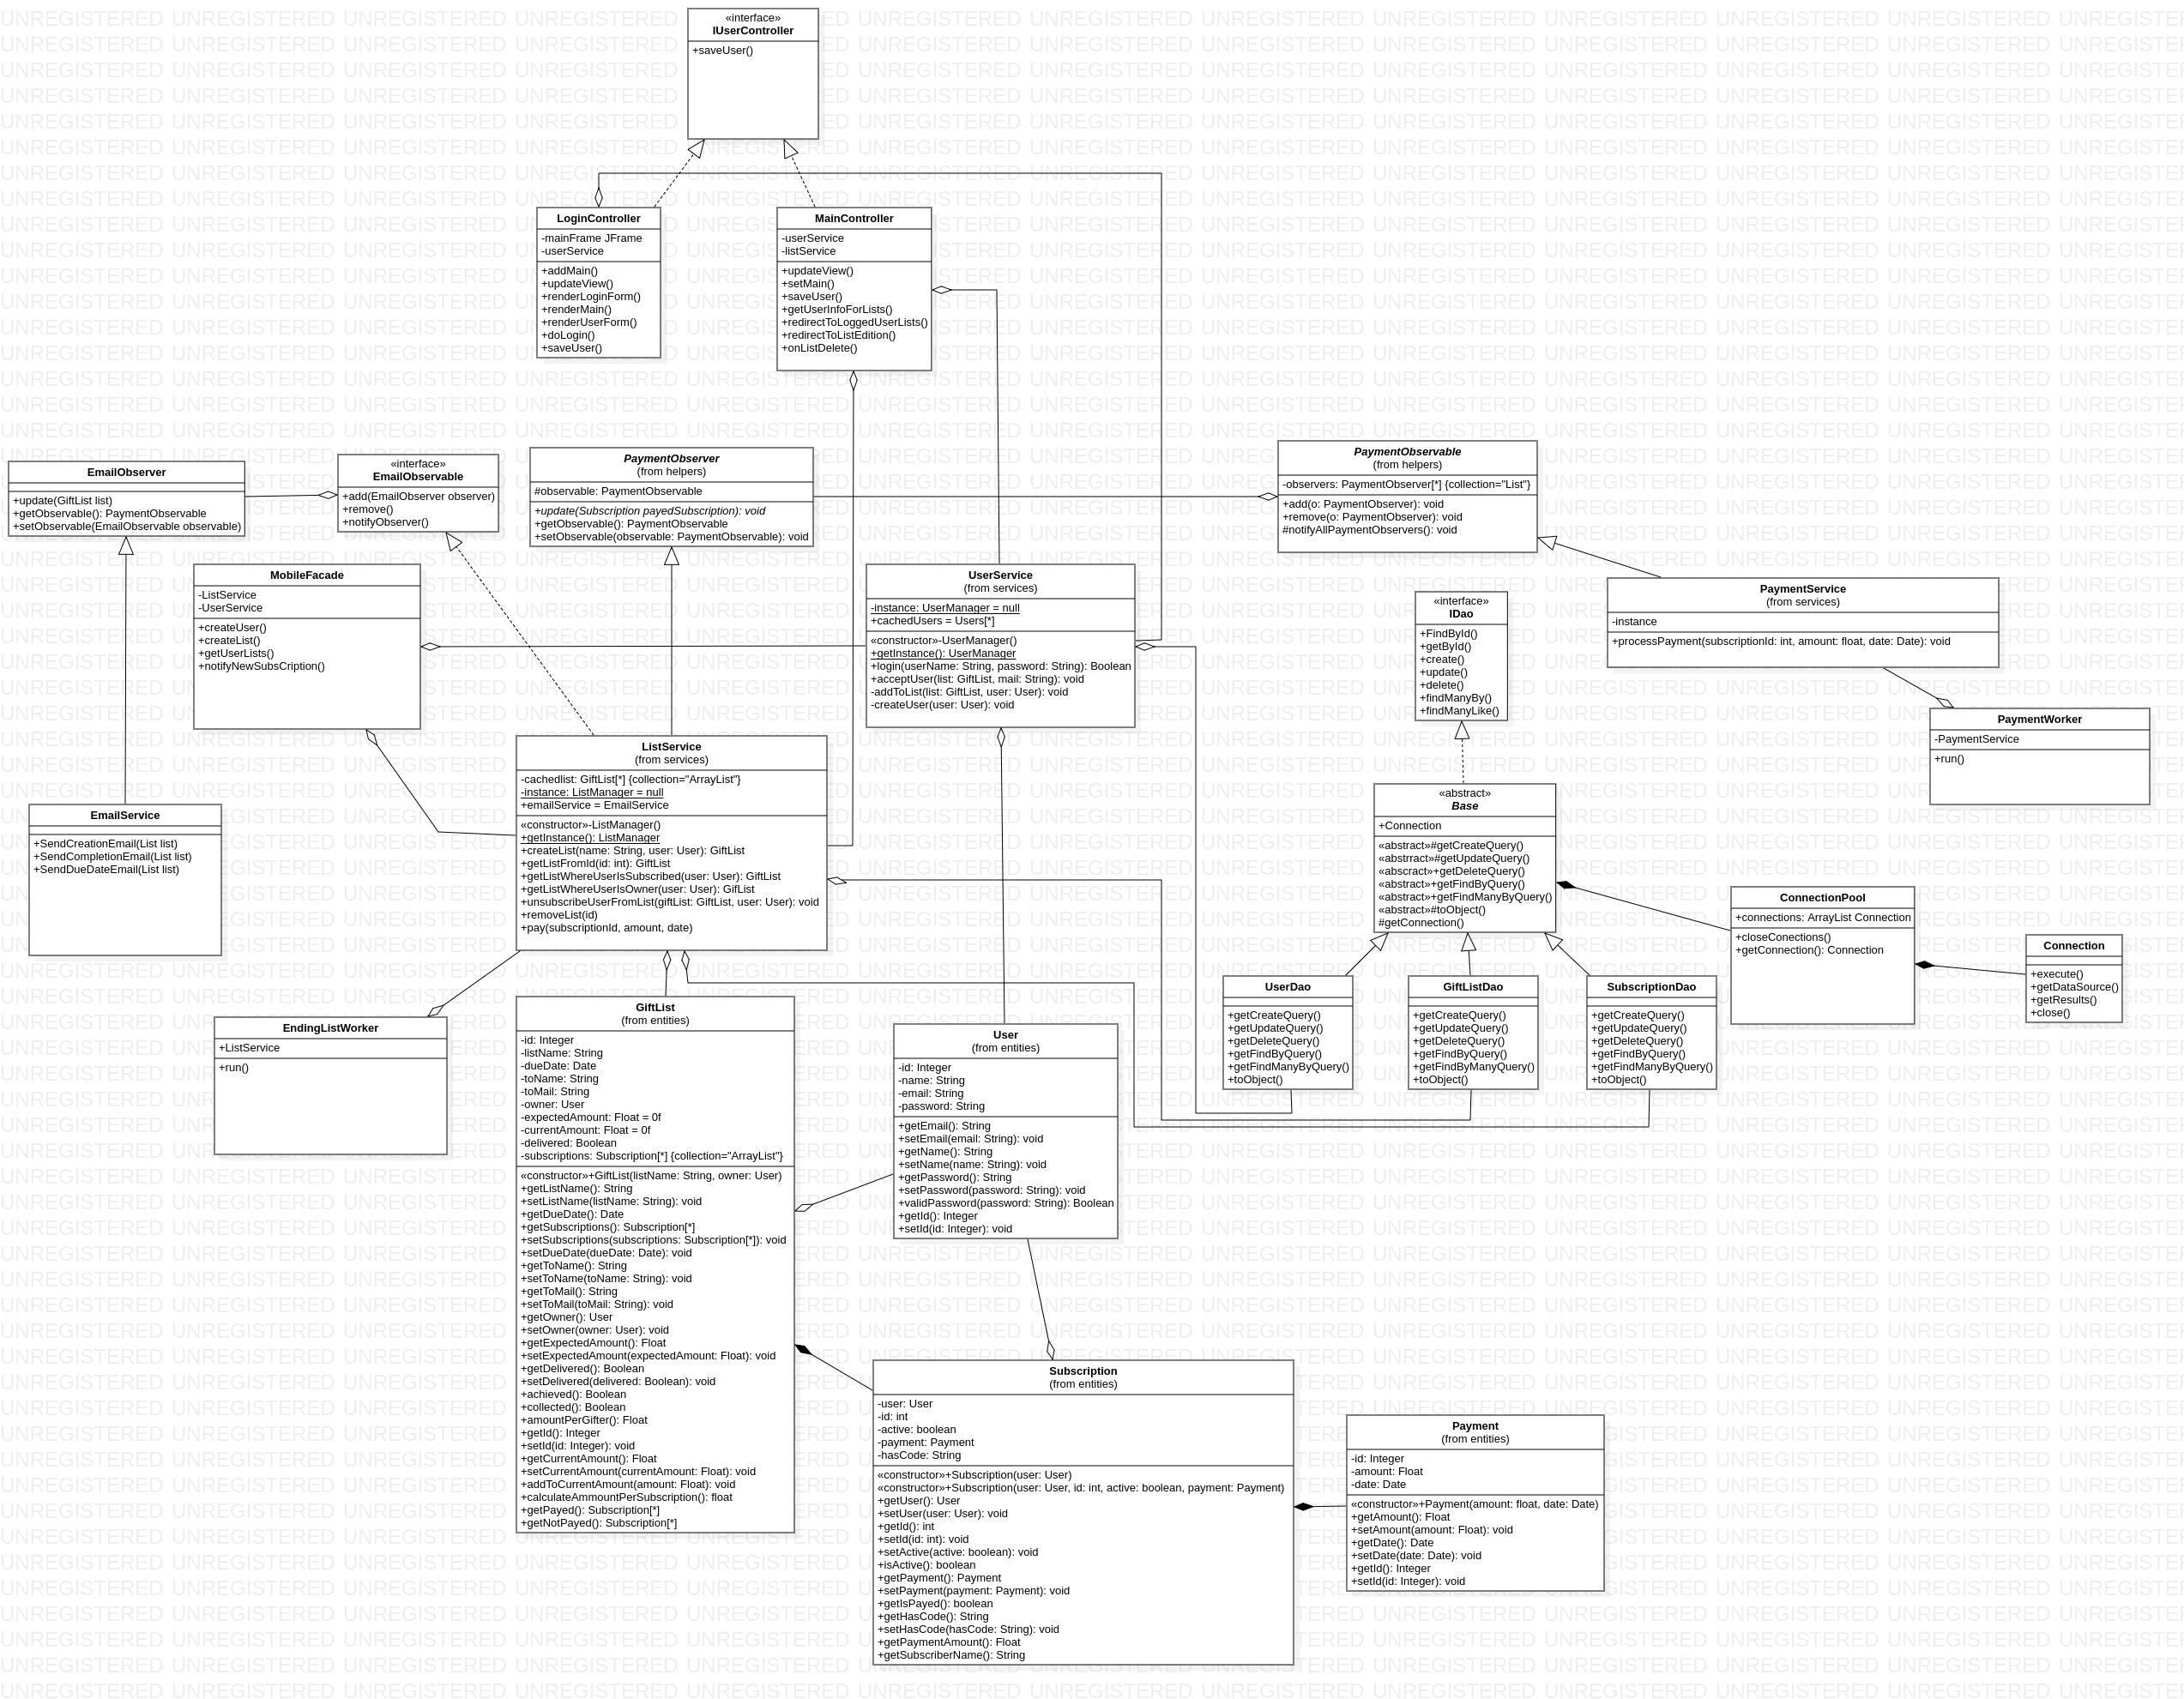 «interface»
IUserController
+saveUser()
LoginController
-mainFrame JFrame
-userService
+addMain()
+updateView()
+renderLoginForm()
+renderMain()
+renderUserForm()
+doLogin()
+saveUser()
MainController
-userService
-listService
+updateView()
+setMain()
+saveUser()
+getUserInfoForLists()
+redirectToLoggedUserLists()
+redirectToListEdition()
+onListDelete()
EmailObserver
+update(GiftList list)
+getObservable(): PaymentObservable
+setObservable(EmailObservable observable)
«interface»
EmailObservable
+add(EmailObserver observer)
+remove()
+notifyObserver()
PaymentObserver
(from helpers)
#observable: PaymentObservable
+update(Subscription payedSubscription): void
+getObservable(): PaymentObservable
+setObservable(observable: PaymentObservable): void
PaymentObservable
(from helpers)
-observers: PaymentObserver[*] {collection="List"}
+add(o: PaymentObserver): void
+remove(o: PaymentObserver): void
#notifyAllPaymentObservers(): void
MobileFacade
-ListService
-UserService
+createUser()
+createList()
+getUserLists()
+notifyNewSubsCription()
UserService
(from services)
-instance: UserManager = null
+cachedUsers = Users[*]
«constructor»-UserManager()
+getInstance(): UserManager
+login(userName: String, password: String): Boolean
+acceptUser(list: GiftList, mail: String): void
-addToList(list: GiftList, user: User): void
-createUser(user: User): void
«interface»
IDao
+FindById()
+getById()
+create()
+update()
+delete()
+findManyBy()
+findManyLike()
PaymentService
(from services)
-instance
+processPayment(subscriptionId: int, amount: float, date: Date): void
PaymentWorker
-PaymentService
+run()
ListService
(from services)
-cachedlist: GiftList[*] {collection="ArrayList"}
-instance: ListManager = null
+emailService = EmailService
«constructor»-ListManager()
+getInstance(): ListManager
+createList(name: String, user: User): GiftList
+getListFromId(id: int): GiftList
+getListWhereUserIsSubscribed(user: User): GiftList
+getListWhereUserIsOwner(user: User): GifList
+unsubscribeUserFromList(giftList: GiftList, user: User): void
+removeList(id)
+pay(subscriptionId, amount, date)
EmailService
+SendCreationEmail(List list)
+SendCompletionEmail(List list)
+SendDueDateEmail(List list)
«abstract»
Base
+Connection
«abstract»#getCreateQuery()
«abstrract»#getUpdateQuery()
«abscract»+getDeleteQuery()
«abstract»+getFindByQuery()
«abstract»+getFindManyByQuery()
«abstract»#toObject()
#getConnection()
ConnectionPool
+connections: ArrayList Connection
+closeConections()
+getConnection(): Connection
Connection
+execute()
+getDataSource()
+getResults()
+close()
UserDao
+getCreateQuery()
+getUpdateQuery()
+getDeleteQuery()
+getFindByQuery()
+getFindManyByQuery()
+toObject()
GiftListDao
+getCreateQuery()
+getUpdateQuery()
+getDeleteQuery()
+getFindByQuery()
+getFindByManyQuery()
+toObject()
SubscriptionDao
+getCreateQuery()
+getUpdateQuery()
+getDeleteQuery()
+getFindByQuery()
+getFindManyByQuery()
+toObject()
EndingListWorker
+ListService
+run()
GiftList
(from entities)
-id: Integer
-listName: String
-dueDate: Date
-toName: String
-toMail: String
-owner: User
-expectedAmount: Float = 0f
-currentAmount: Float = 0f
-delivered: Boolean
-subscriptions: Subscription[*] {collection="ArrayList"}
«constructor»+GiftList(listName: String, owner: User)
+getListName(): String
+setListName(listName: String): void
+getDueDate(): Date
+getSubscriptions(): Subscription[*]
+setSubscriptions(subscriptions: Subscription[*]): void
+setDueDate(dueDate: Date): void
+getToName(): String
+setToName(toName: String): void
+getToMail(): String
+setToMail(toMail: String): void
+getOwner(): User
+setOwner(owner: User): void
+getExpectedAmount(): Float
+setExpectedAmount(expectedAmount: Float): void
+getDelivered(): Boolean
+setDelivered(delivered: Boolean): void
+achieved(): Boolean
+collected(): Boolean
+amountPerGifter(): Float
+getId(): Integer
+setId(id: Integer): void
+getCurrentAmount(): Float
+setCurrentAmount(currentAmount: Float): void
+addToCurrentAmount(amount: Float): void
+calculateAmmountPerSubscription(): float
+getPayed(): Subscription[*]
+getNotPayed(): Subscription[*]
User
(from entities)
-id: Integer
-name: String
-email: String
-password: String
+getEmail(): String
+setEmail(email: String): void
+getName(): String
+setName(name: String): void
+getPassword(): String
+setPassword(password: String): void
+validPassword(password: String): Boolean
+getId(): Integer
+setId(id: Integer): void
Subscription
(from entities)
-user: User
-id: int
-active: boolean
-payment: Payment
-hasCode: String
«constructor»+Subscription(user: User)
«constructor»+Subscription(user: User, id: int, active: boolean, payment: Payment)
+getUser(): User
+setUser(user: User): void
+getId(): int
+setId(id: int): void
+setActive(active: boolean): void
+isActive(): boolean
+getPayment(): Payment
+setPayment(payment: Payment): void
+getIsPayed(): boolean
+getHasCode(): String
+setHasCode(hasCode: String): void
+getPaymentAmount(): Float
+getSubscriberName(): String
Payment
(from entities)
-id: Integer
-amount: Float
-date: Date
«constructor»+Payment(amount: float, date: Date)
+getAmount(): Float
+setAmount(amount: Float): void
+getDate(): Date
+setDate(date: Date): void
+getId(): Integer
+setId(id: Integer): void
UNREGISTERED